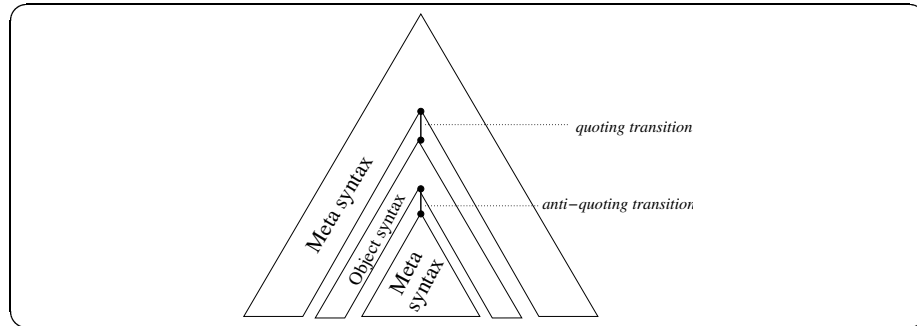 quoting transition
Meta syntax
anti−quoting transition
Object syntax
Meta
syntax